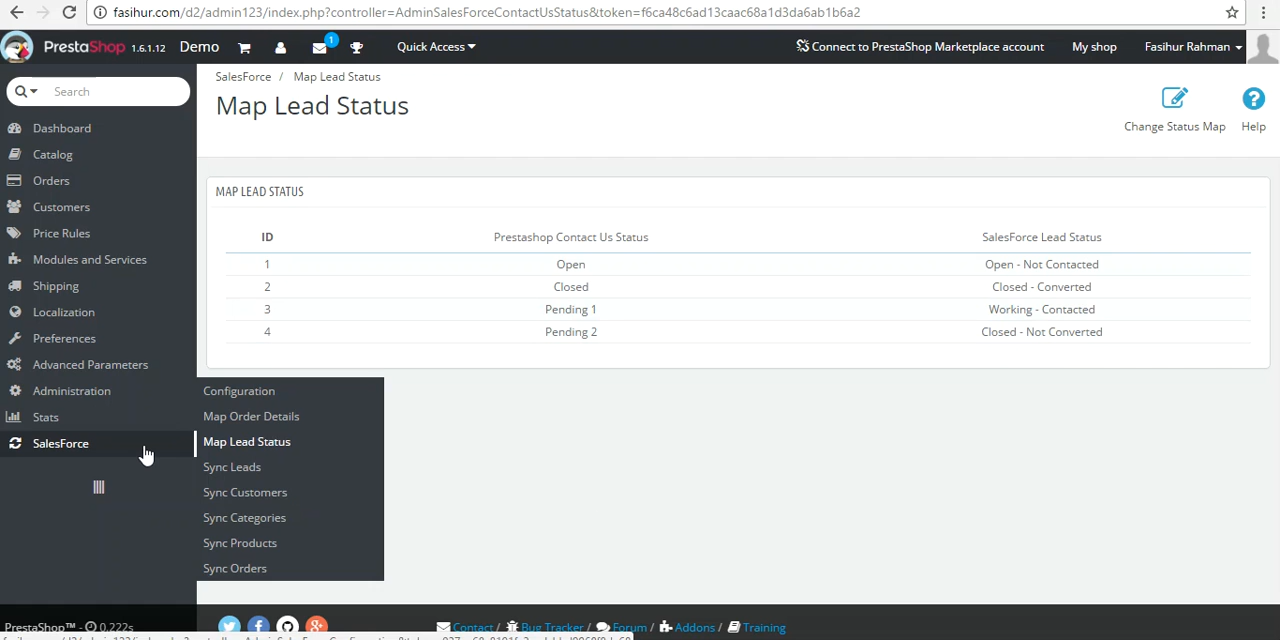 fasihur.com/d2/admin123/index.php?controller=AdminSalesForceContactUsStatus&token=f6ca48c6ad13caac68a1d3da6ab1b6a2
PrestaShop 1.6.1.12 Demo 1 Quick Access Connect to PrestaShop Marketplace account My shop Fasihur Rahman
Search
Dashboard
Catalog
Orders
Customers
Price Rules
Modules and Services
Shipping
Localization
Preferences
Advanced Parameters
Administration
Stats
SalesForce
SalesForce / Map Lead Status
Map Lead Status
Change Status Map Help
MAP LEAD STATUS
ID Prestashop Contact Us Status SalesForce Lead Status
1 Open Open - Not Contacted
2 Closed Closed - Converted
3 Pending 1 Working - Contacted
4 Pending 2 Closed - Not Converted
Configuration
Map Order Details
Map Lead Status
Sync Leads
Sync Customers
Sync Categories
Sync Products
Sync Orders
PrestaShop™ - 0.222s
Contact / Bug Tracker / Forum / Addons / Training